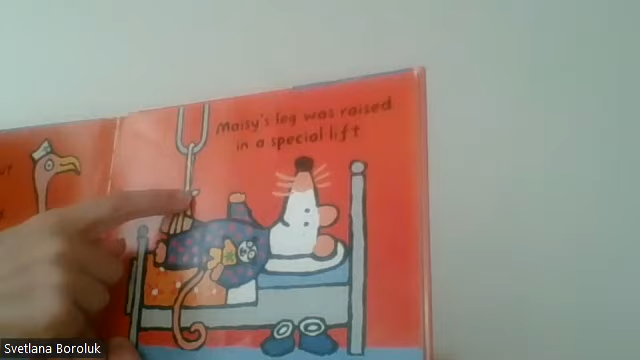 Maisy's leg was raised
in a special lift
Svetlana Boroluk